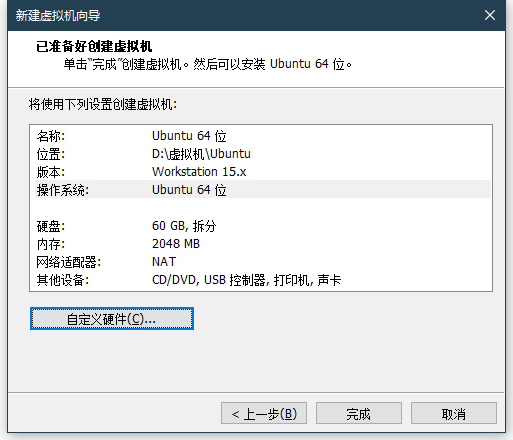 新建虚拟机向导
已准备好创建虚拟机
单击“完成”创建虚拟机。然后可以安装 Ubuntu 64 位。
将使用下列设置创建虚拟机:
名称: Ubuntu 64 位
位置: D:\虚拟机\Ubuntu
版本: Workstation 15.x
操作系统: Ubuntu 64 位
硬盘: 60 GB, 拆分
内存: 2048 MB
网络适配器: NAT
其他设备: CD/DVD, USB 控制器, 打印机, 声卡
自定义硬件(C)...
< 上一步(B) 完成 取消